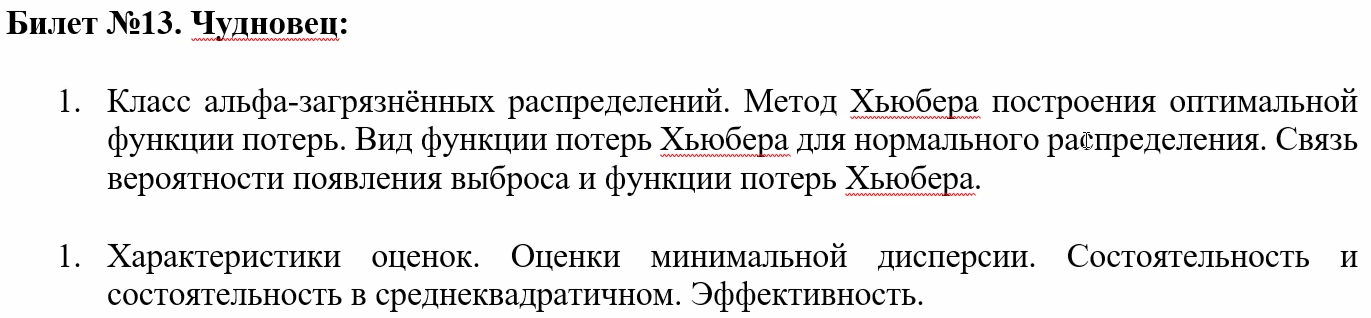 Билет №13. Чудновец:
1. Класс альфа-загрязнённых распределений. Метод Хьюбера построения оптимальной
функции потерь. Вид функции потерь Хьюбера для нормального распределения. Связь
вероятности появления выброса и функции потерь Хьюбера.
1. Характеристики оценок. Оценки минимальной дисперсии. Состоятельность и
состоятельность в среднеквадратичном. Эффективность.